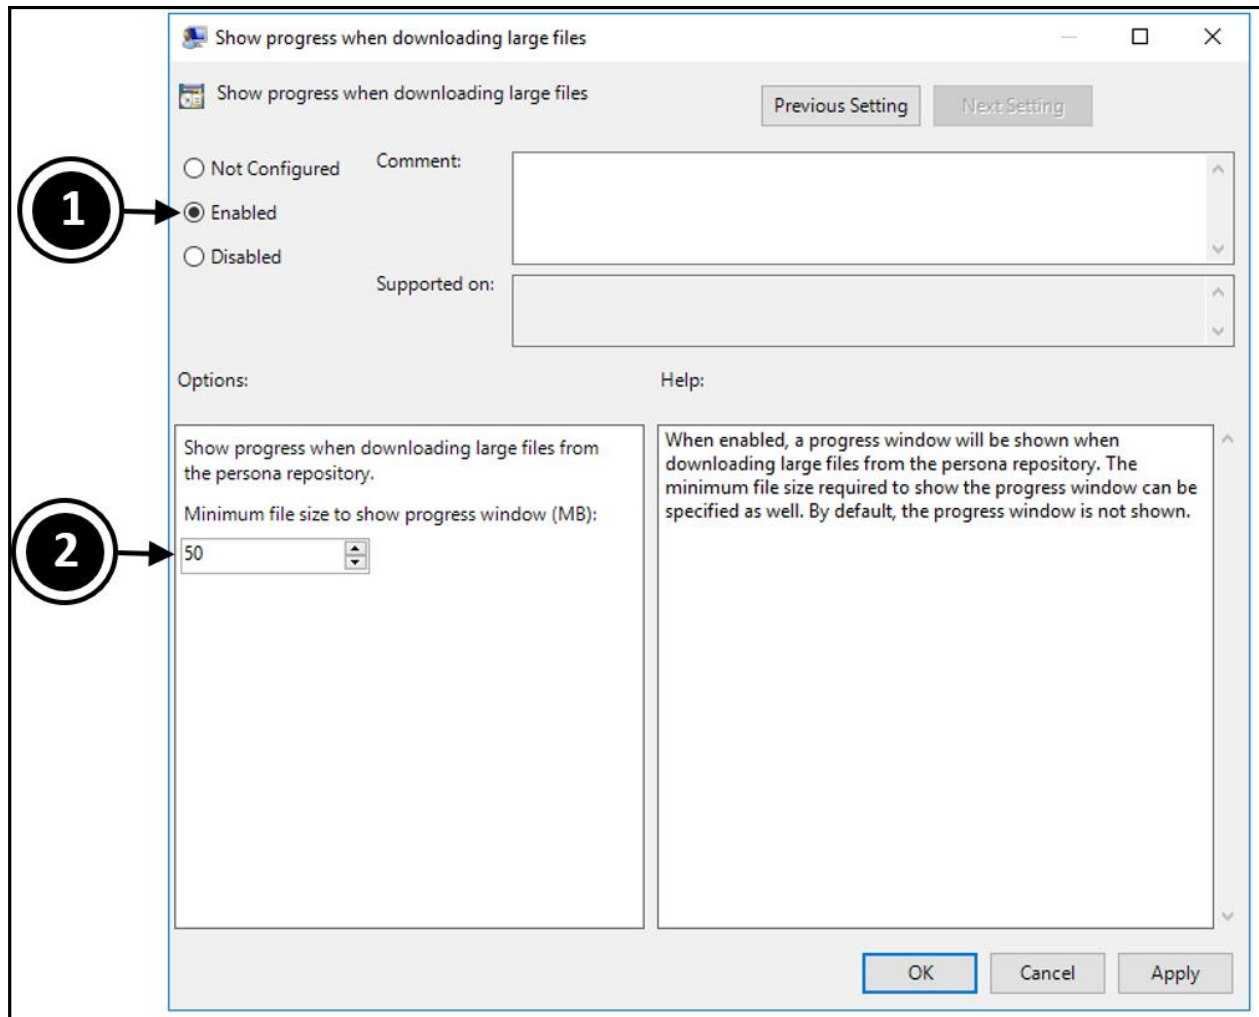 Show progress when downloading large files
Show progress when downloading large files
Previous Setting
Next Setting
Not Configured
Comment:
1
Enabled
Disabled
Supported on:
Options:
Help:
Show progress when downloading large files from
the persona repository.
Minimum file size to show progress window (MB):
2
50
When enabled, a progress window will be shown when
downloading large files from the persona repository. The
minimum file size required to show the progress window can be
specified as well. By default, the progress window is not shown.
OK
Cancel
Apply